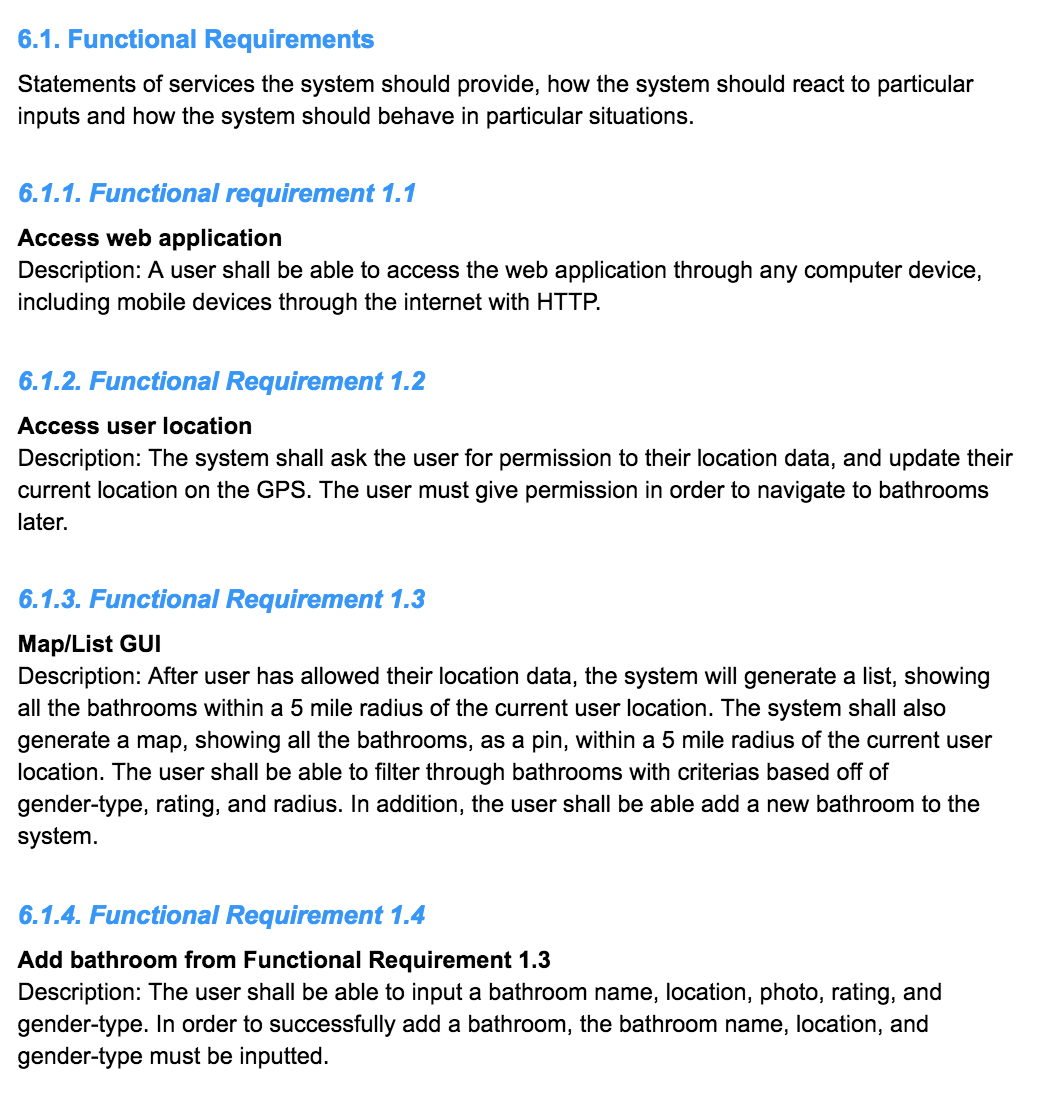 6.1. Functional Requirements
Statements of services the system should provide, how the system should react to particular
inputs and how the system should behave in particular situations.
6.1.1. Functional requirement 1.1
Access web application
Description: A user shall be able to access the web application through any computer device,
including mobile devices through the internet with HTTP.
6.1.2. Functional Requirement 1.2
Access user location
Description: The system shall ask the user for permission to their location data, and update their
current location on the GPS. The user must give permission in order to navigate to bathrooms
later.
6.1.3. Functional Requirement 1.3
Map/List GUI
Description: After user has allowed their location data, the system will generate a list, showing
all the bathrooms within a 5 mile radius of the current user location. The system shall also
generate a map, showing all the bathrooms, as a pin, within a 5 mile radius of the current user
location. The user shall be able to filter through bathrooms with criterias based off of
gender-type, rating, and radius. In addition, the user shall be able add a new bathroom to the
system.
6.1.4. Functional Requirement 1.4
Add bathroom from Functional Requirement 1.3
Description: The user shall be able to input a bathroom name, location, photo, rating, and
gender-type. In order to successfully add a bathroom, the bathroom name, location, and
gender-type must be inputted.